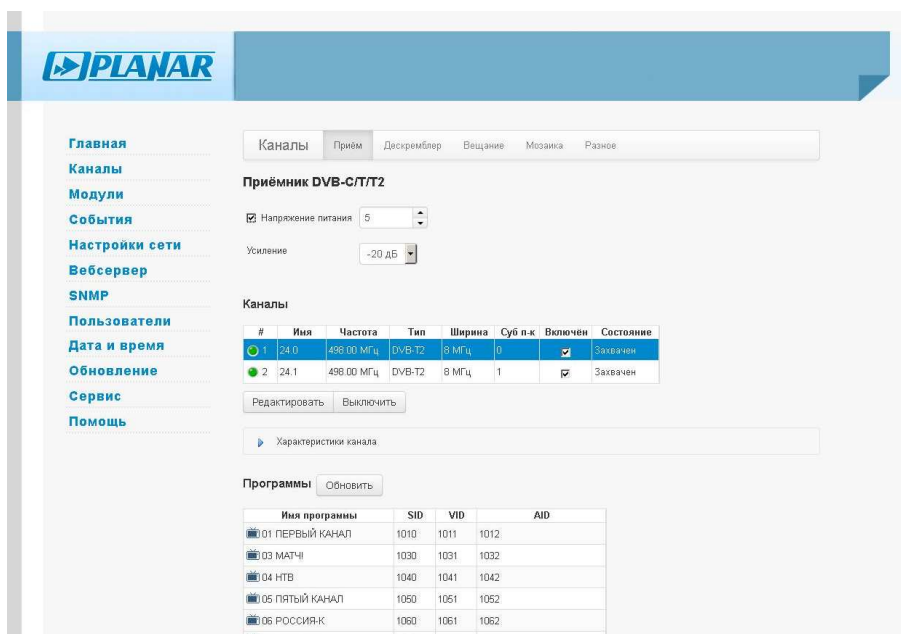 PLANAR
Главная
Каналы
Модули
События
Настройки сети
Вебсервер
SNMP
Пользователи
Дата и время
Обновление
Сервис
Помощь
Каналы Приём Дескремблер Вещание Мозаика Разное
Приёмник DVB-C/T/T2
Напряжение питания 5
Усиление -20 дБ
Каналы
# Имя Частота Тип Ширина Суб п-к Включён Состояние
1 24.0 498.00 МГц DVB-T2 8 МГц 0 Захвачен
2 24.1 498.00 МГц DVB-T2 8 МГц 1 Захвачен
Редактировать Выключить
Характеристики канала
Программы Обновить
Имя программы SID VID AID
01 ПЕРВЫЙ КАНАЛ 1010 1011 1012
03 МАТЧ! 1030 1031 1032
04 НТВ 1040 1041 1042
05 ПЯТЫЙ КАНАЛ 1050 1051 1052
06 РОССИЯ-К 1060 1061 1062